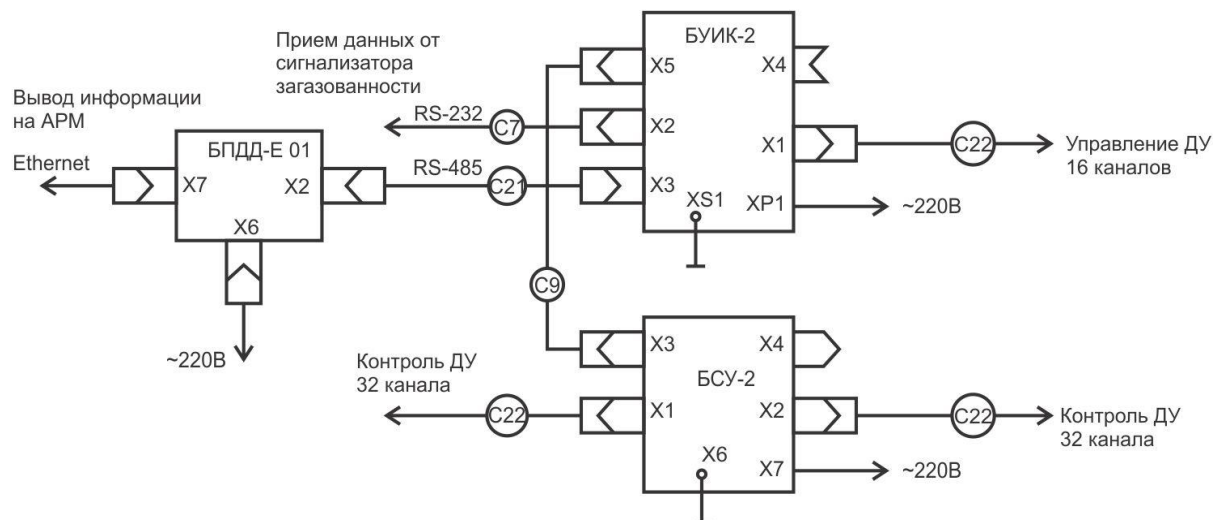 Вывод информации
на АРМ
Ethernet
БПДД-Е 01
X7
X2
X6
~220В
Прием данных от
сигнализатора
загазованности
RS-232
C7
RS-485
C21
C9
БУИК-2
X5
X4
X2
X1
X3
XS1
XP1
C22
Управление ДУ
16 каналов
~220В
БСУ-2
X3
X4
X1
X2
X6
X7
Контроль ДУ
32 канала
C22
C22
Контроль ДУ
32 канала
~220В